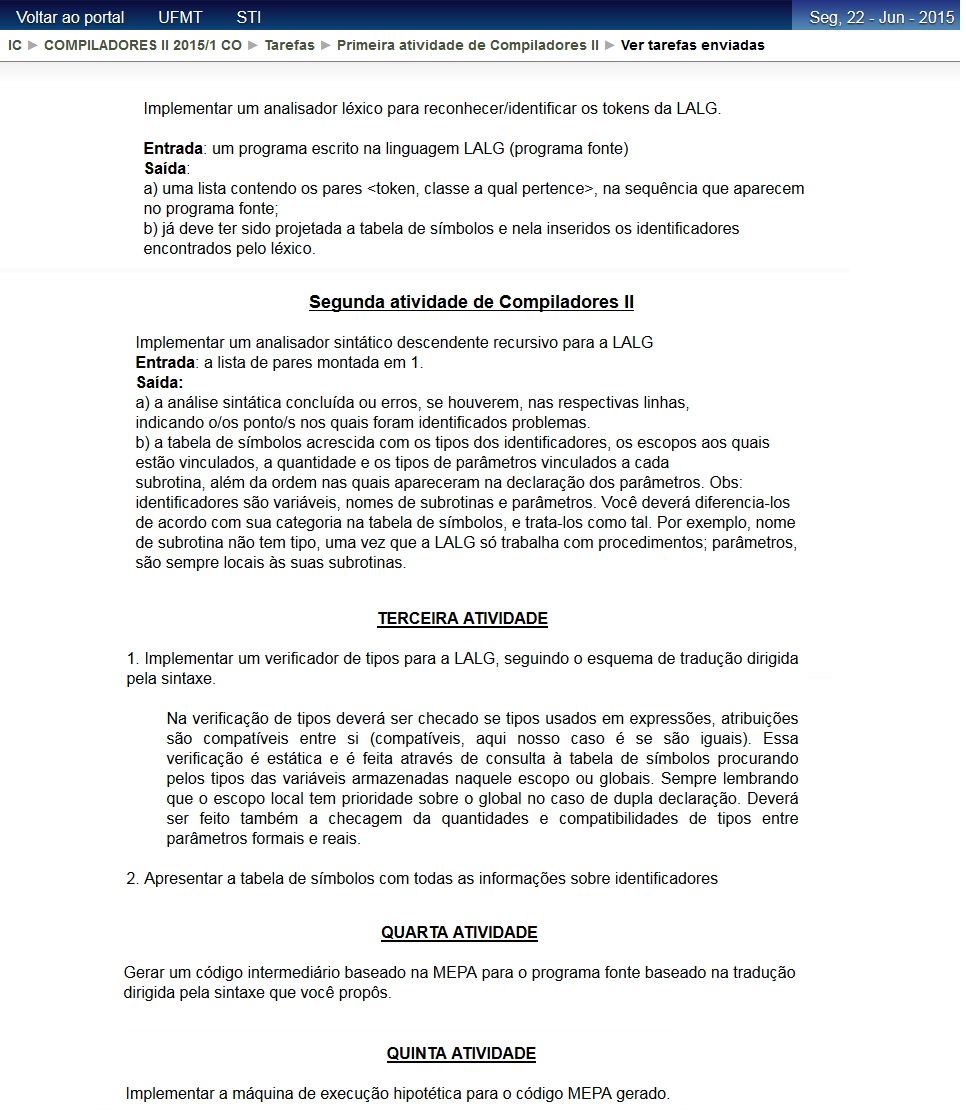 Voltar ao portal UFMT STI Seg, 22 - Jun - 2015
IC ► COMPILADORES II 2015/1 CO ► Tarefas ► Primeira atividade de Compiladores II ► Ver tarefas enviadas
Implementar um analisador léxico para reconhecer/identificar os tokens da LALG.
Entrada: um programa escrito na linguagem LALG (programa fonte)
Saída:
a) uma lista contendo os pares <token, classe a qual pertence>, na sequência que aparecem
no programa fonte;
b) já deve ter sido projetada a tabela de símbolos e nela inseridos os identificadores
encontrados pelo léxico.
Segunda atividade de Compiladores II
Implementar um analisador sintático descendente recursivo para a LALG
Entrada: a lista de pares montada em 1.
Saída:
a) a análise sintática concluída ou erros, se houverem, nas respectivas linhas,
indicando o/os ponto/s nos quais foram identificados problemas.
b) a tabela de símbolos acrescida com os tipos dos identificadores, os escopos aos quais
estão vinculados, a quantidade e os tipos de parâmetros vinculados a cada
subrotina, além da ordem nas quais apareceram na declaração dos parâmetros. Obs:
identificadores são variáveis, nomes de subrotinas e parâmetros. Você deverá diferencia-los
de acordo com sua categoria na tabela de símbolos, e trata-los como tal. Por exemplo, nome
de subrotina não tem tipo, uma vez que a LALG só trabalha com procedimentos; parâmetros,
são sempre locais às suas subrotinas.
TERCEIRA ATIVIDADE
1. Implementar um verificador de tipos para a LALG, seguindo o esquema de tradução dirigida
pela sintaxe.
Na verificação de tipos deverá ser checado se tipos usados em expressões, atribuições
são compatíveis entre si (compatíveis, aqui nosso caso é se são iguais). Essa
verificação é estática e é feita através de consulta à tabela de símbolos procurando
pelos tipos das variáveis armazenadas naquele escopo ou globais. Sempre lembrando
que o escopo local tem prioridade sobre o global no caso de dupla declaração. Deverá
ser feito também a checagem da quantidades e compatibilidades de tipos entre
parâmetros formais e reais.
2. Apresentar a tabela de símbolos com todas as informações sobre identificadores
QUARTA ATIVIDADE
Gerar um código intermediário baseado na MEPA para o programa fonte baseado na tradução
dirigida pela sintaxe que você propôs.
QUINTA ATIVIDADE
Implementar a máquina de execução hipotética para o código MEPA gerado.